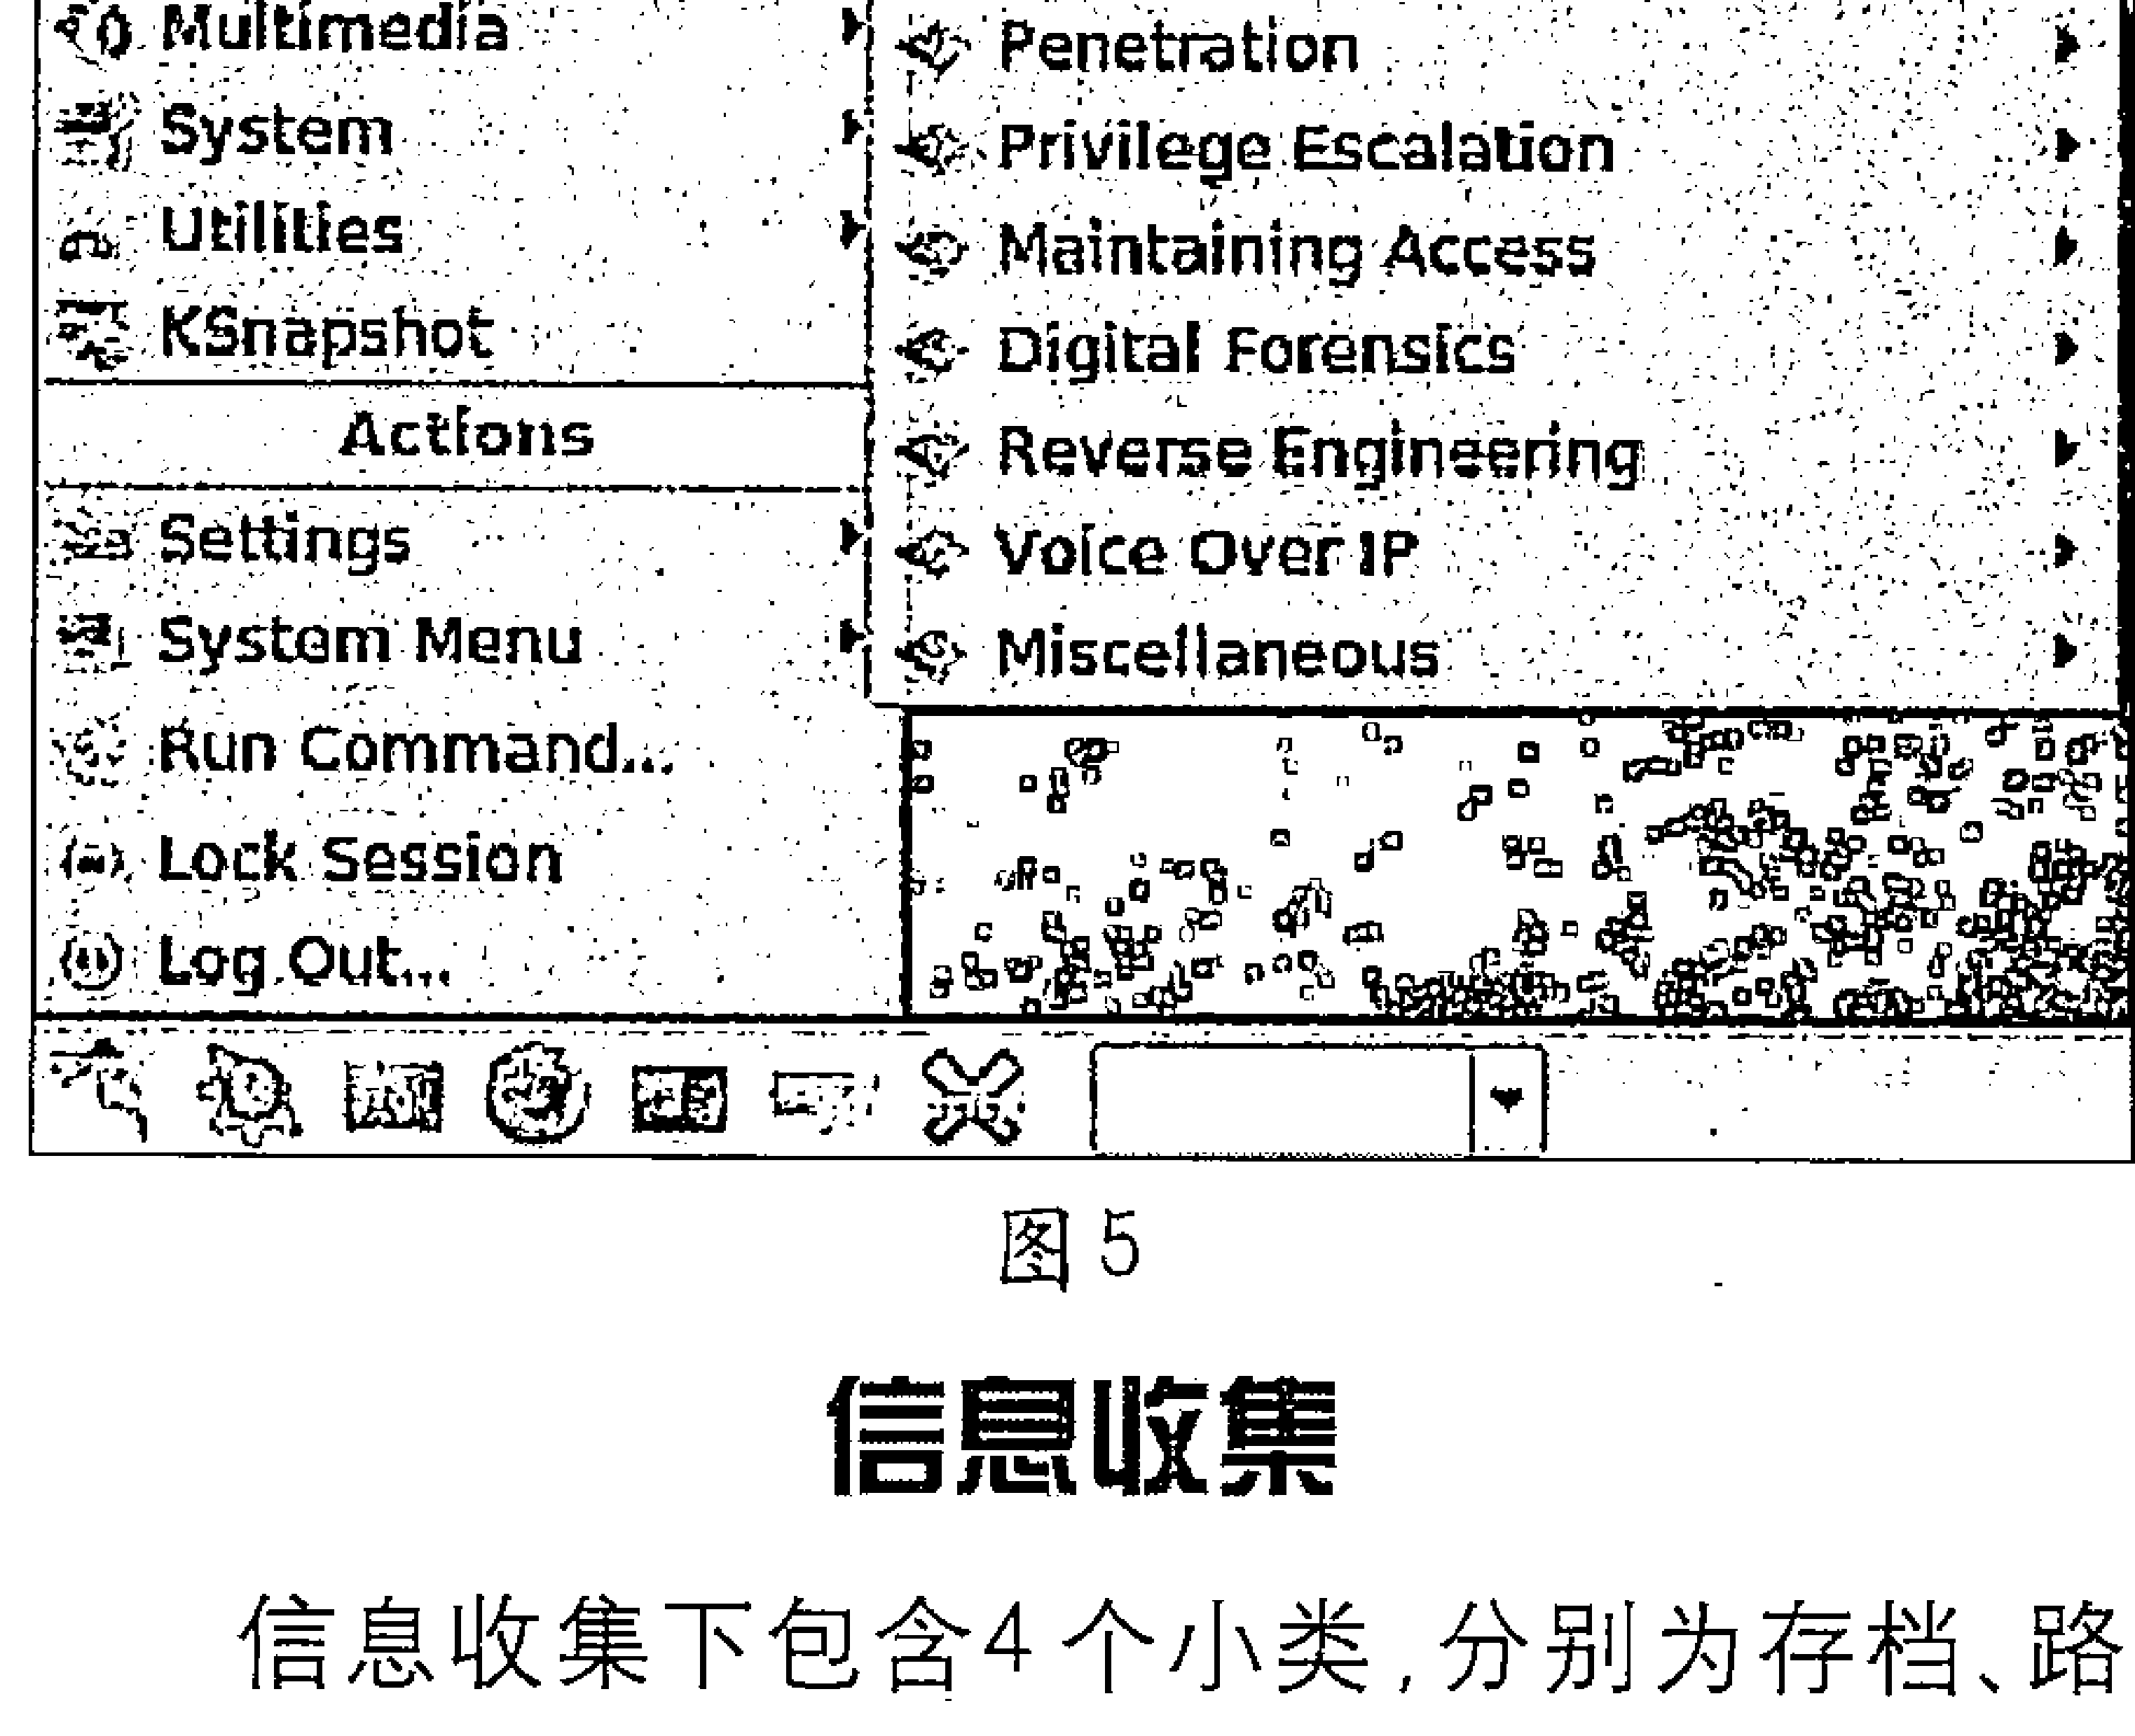 Multimedia
System
Utilities
KSnapshot
Actions
Settings
System Menu
Run Command...
Lock Session
Log Out...
Penetration
Privilege Escalation
Maintaining Access
Digital Forensics
Reverse Engineering
Voice Over IP
Miscellaneous
图 5
信息收集
信息收集下包含4个小类,分别为存档、路